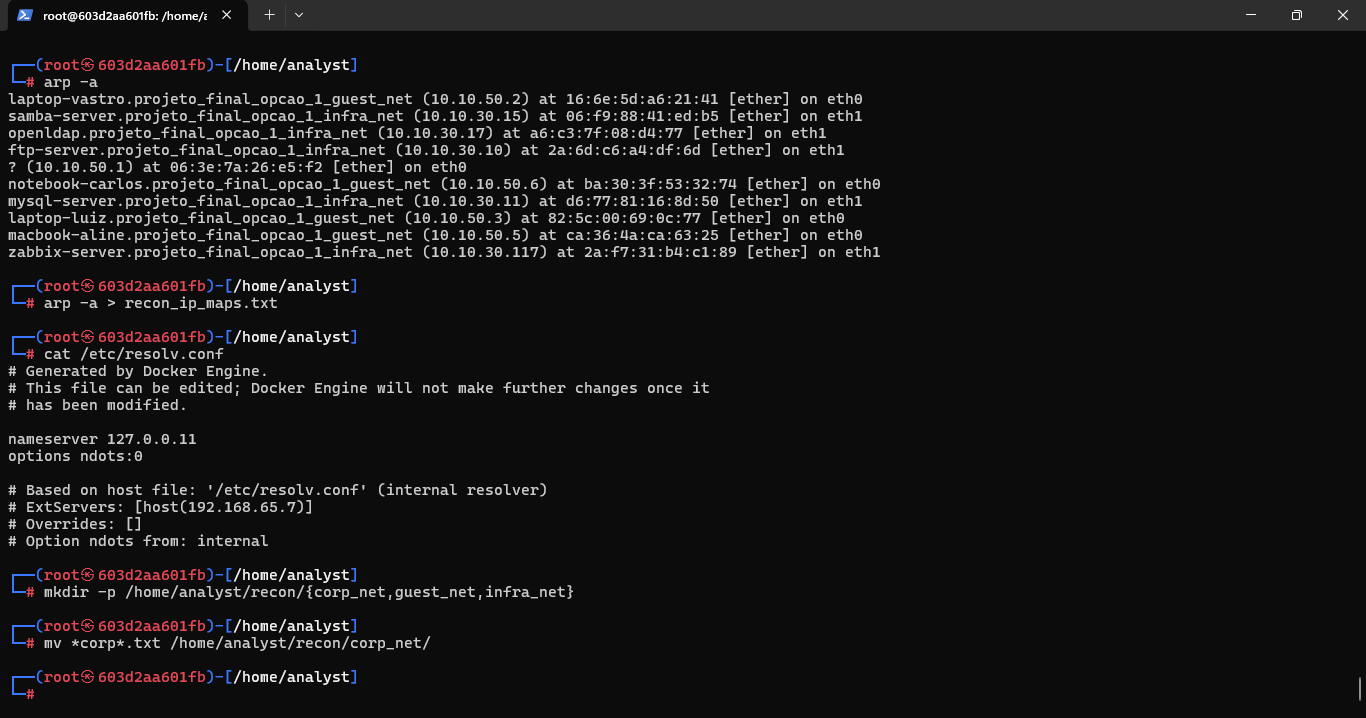 root@603d2aa601fb: /home/a
┌──(root㉿603d2aa601fb)-[/home/analyst]
└─# arp -a
laptop-vastro.projeto_final_opcao_1_guest_net (10.10.50.2) at 16:6e:5d:a6:21:41 [ether] on eth0
samba-server.projeto_final_opcao_1_infra_net (10.10.30.15) at 06:f9:88:41:ed:b5 [ether] on eth1
openldap.projeto_final_opcao_1_infra_net (10.10.30.17) at a6:c3:7f:08:d4:77 [ether] on eth1
ftp-server.projeto_final_opcao_1_infra_net (10.10.30.10) at 2a:6d:c6:a4:df:6d [ether] on eth1
? (10.10.50.1) at 06:3e:7a:26:e5:f2 [ether] on eth0
notebook-carlos.projeto_final_opcao_1_guest_net (10.10.50.6) at ba:30:3f:53:32:74 [ether] on eth0
mysql-server.projeto_final_opcao_1_infra_net (10.10.30.11) at d6:77:81:16:8d:50 [ether] on eth1
laptop-luiz.projeto_final_opcao_1_guest_net (10.10.50.3) at 82:5c:00:69:0c:77 [ether] on eth0
macbook-aline.projeto_final_opcao_1_guest_net (10.10.50.5) at ca:36:4a:ca:63:25 [ether] on eth0
zabbix-server.projeto_final_opcao_1_infra_net (10.10.30.117) at 2a:f7:31:b4:c1:89 [ether] on eth1
┌──(root㉿603d2aa601fb)-[/home/analyst]
└─# arp -a > recon_ip_maps.txt
┌──(root㉿603d2aa601fb)-[/home/analyst]
└─# cat /etc/resolv.conf
# Generated by Docker Engine.
# This file can be edited; Docker Engine will not make further changes once it
# has been modified.
nameserver 127.0.0.11
options ndots:0
# Based on host file: '/etc/resolv.conf' (internal resolver)
# ExtServers: [host(192.168.65.7)]
# Overrides: []
# Option ndots from: internal
┌──(root㉿603d2aa601fb)-[/home/analyst]
└─# mkdir -p /home/analyst/recon/{corp_net,guest_net,infra_net}
┌──(root㉿603d2aa601fb)-[/home/analyst]
└─# mv *corp*.txt /home/analyst/recon/corp_net/
┌──(root㉿603d2aa601fb)-[/home/analyst]
└─#